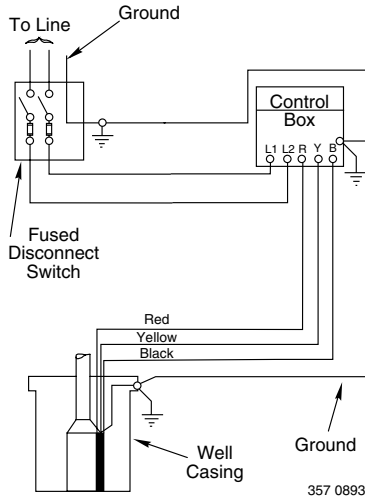 To Line
Ground
Control
Box
L1 L2 R Y B
Fused
Disconnect
Switch
Red
Yellow
Black
Well
Casing
Ground
357 0893